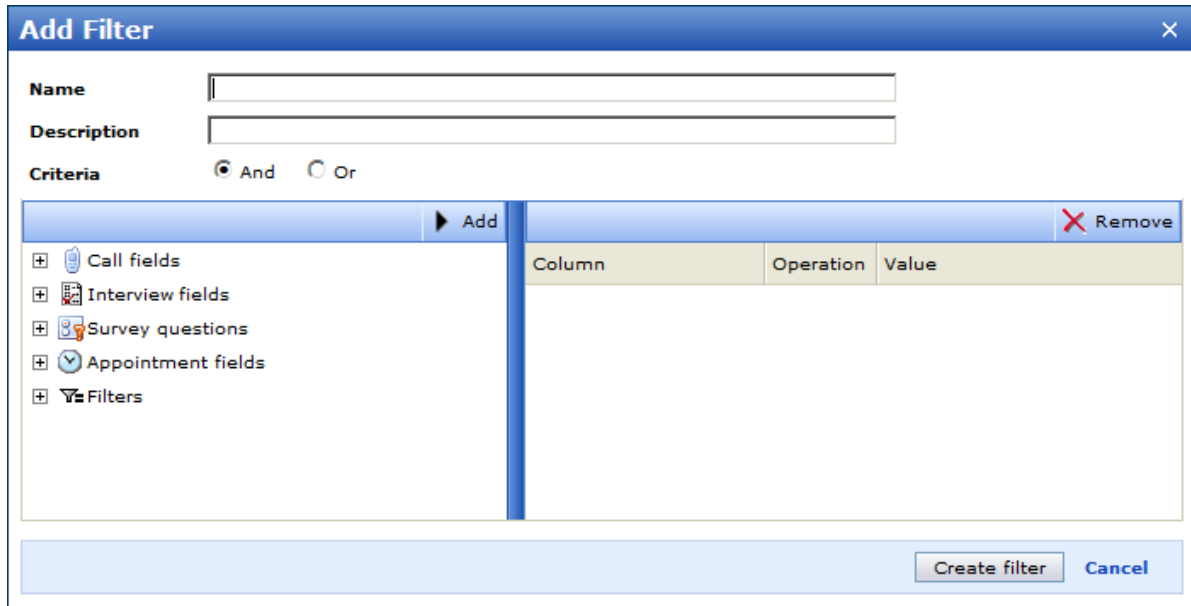 Add Filter
Name
Description
Criteria And Or
Add Remove
Call fields
Interview fields
Survey questions
Appointment fields
Filters
Column Operation Value
Create filter Cancel